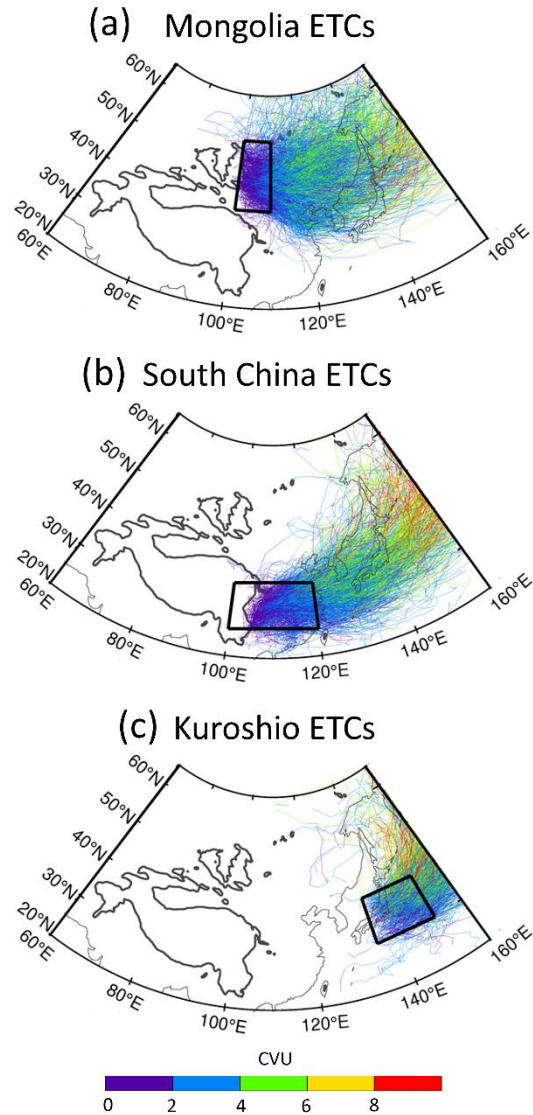 (a) Mongolia ETCs
60°N
50°N
40°N
30°N
20°N
60°E
80°E
100°E
120°E
140°E
160°E
(b) South China ETCs
60°N
50°N
40°N
30°N
20°N
60°E
80°E
100°E
120°E
140°E
160°E
(c) Kuroshio ETCs
60°N
50°N
40°N
30°N
20°N
60°E
80°E
100°E
120°E
140°E
160°E
CVU
0 2 4 6 8